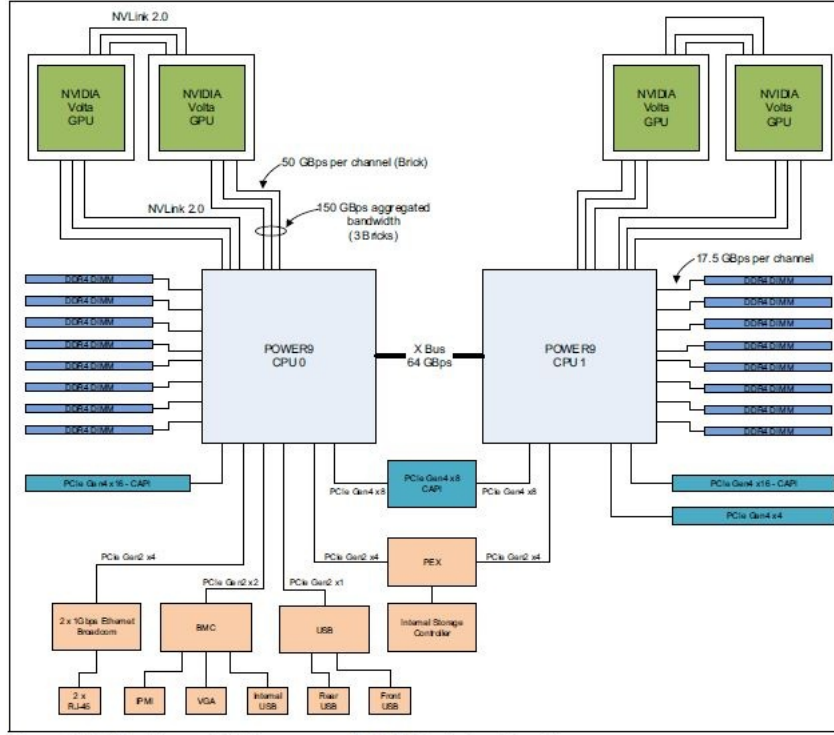 NVLink 2.0
NVIDIA
Volta
GPU
NVIDIA
Volta
GPU
NVIDIA
Volta
GPU
NVIDIA
Volta
GPU
50 GBps per channel (Brick)
NVLink 2.0
150 GBps aggregated
bandwidth
(3 Bricks)
17.5 GBps per channel
DDR4 DIMM
DDR4 DIMM
DDR4 DIMM
DDR4 DIMM
DDR4 DIMM
DDR4 DIMM
DDR4 DIMM
DDR4 DIMM
POWER9
CPU 0
X Bus
64 GBps
POWER9
CPU 1
DDR4 DIMM
DDR4 DIMM
DDR4 DIMM
DDR4 DIMM
DDR4 DIMM
DDR4 DIMM
DDR4 DIMM
DDR4 DIMM
PCIe Gen4 x16 - CAPI
PCIe Gen4 x8
PCIe Gen4 x8
CAPI
PCIe Gen4 x8
PCIe Gen4 x16 - CAPI
PCIe Gen4 x4
PCIe Gen2 x4
PCIe Gen2 x2
PCIe Gen2 x1
PCIe Gen2 x4
PEX
PCIe Gen2 x4
2 x 1Gbps Ethernet
Broadcom
BMC
USB
Internal Storage
Controller
2 x
RJ-45
IPMI
VGA
Internal
USB
Rear
USB
Front
USB